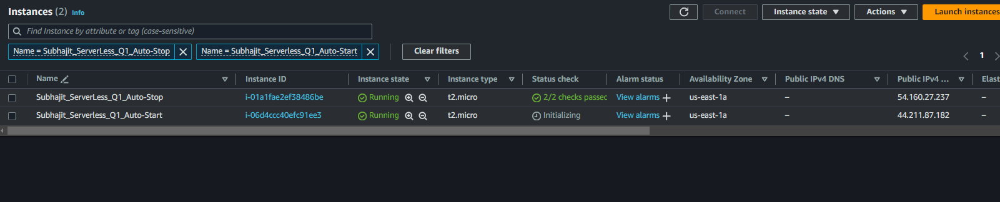 Instances (2) Info
Connect
Instance state
Actions
Launch instances
Find Instance by attribute or tag (case-sensitive)
Name = Subhajit_ServerLess_Q1_Auto-Stop
Name = Subhajit_Serverless_Q1_Auto-Start
Clear filters
1
Name Instance ID Instance state Instance type Status check Alarm status Availability Zone Public IPv4 DNS Public IPv4 ... Elast
Subhajit_ServerLess_Q1_Auto-Stop i-01a1fae2ef38486be Running t2.micro 2/2 checks passec View alarms + us-east-1a – 54.160.27.237 –
Subhajit_Serverless_Q1_Auto-Start i-06d4ccc40efc91ee3 Running t2.micro Initializing View alarms + us-east-1a – 44.211.87.182 –